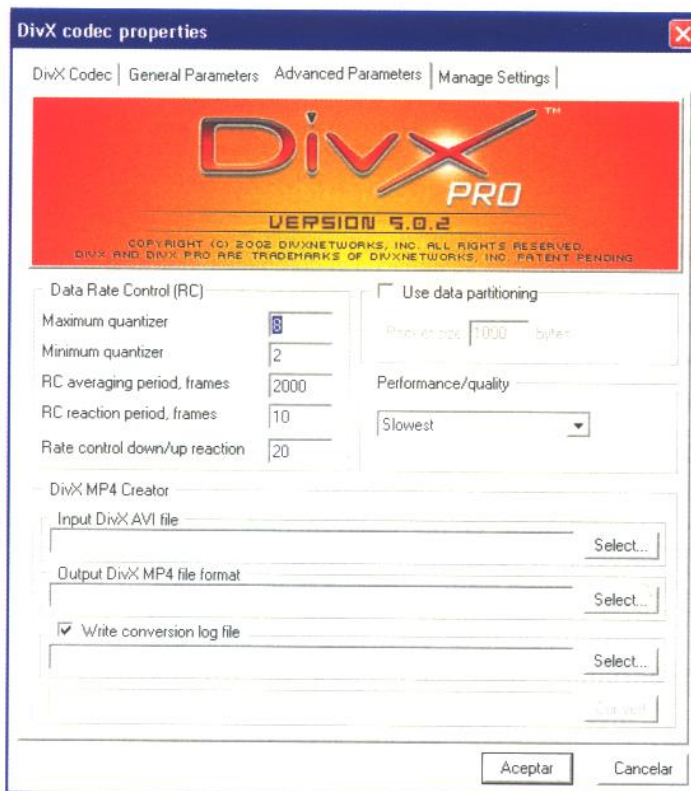 DivX codec properties
DivX Codec General Parameters Advanced Parameters Manage Settings
DivX™
PRO
VERSION 5.0.2
COPYRIGHT (C) 2002 DIVXNETWORKS, INC. ALL RIGHTS RESERVED.
DIVX AND DIVX PRO ARE TRADEMARKS OF DIVXNETWORKS, INC. PATENT PENDING
Data Rate Control (RC)
Maximum quantizer 8
Minimum quantizer 2
RC averaging period, frames 2000
RC reaction period, frames 10
Rate control down/up reaction 20
Use data partitioning
Packet size 1000 bytes
Performance/quality
Slowest
DivX MP4 Creator
Input DivX AVI file
Select...
Output DivX MP4 file format
Select...
Write conversion log file
Select...
Convert
Aceptar Cancelar